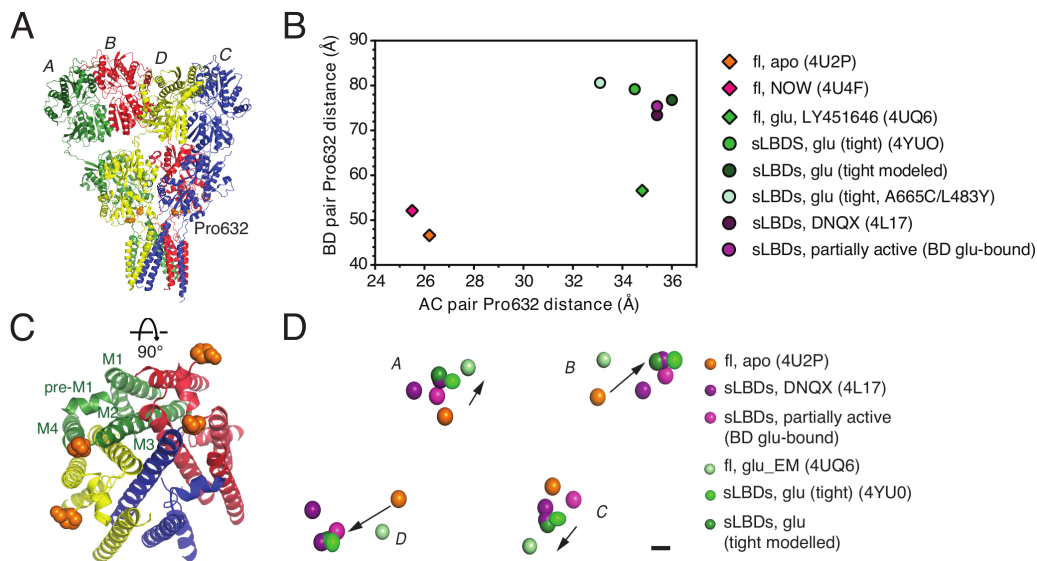 A
B
A
B
D
C
Pro632
BD pair Pro632 distance (Å)
90
80
70
60
50
40
24
26
28
30
32
34
36
AC pair Pro632 distance (Å)
fl, apo (4U2P)
fl, NOW (4U4F)
fl, glu, LY451646 (4UQ6)
sLBDS, glu (tight) (4YUO)
sLBDs, glu (tight modeled)
sLBDs, glu (tight, A665C/L483Y)
sLBDs, DNQX (4L17)
sLBDs, partially active (BD glu-bound)
C
90°
M1
pre-M1
M2
M4
M3
D
A
B
D
C
fl, apo (4U2P)
sLBDs, DNQX (4L17)
sLBDs, partially active
(BD glu-bound)
fl, glu_EM (4UQ6)
sLBDs, glu (tight) (4YU0)
sLBDs, glu
(tight modelled)